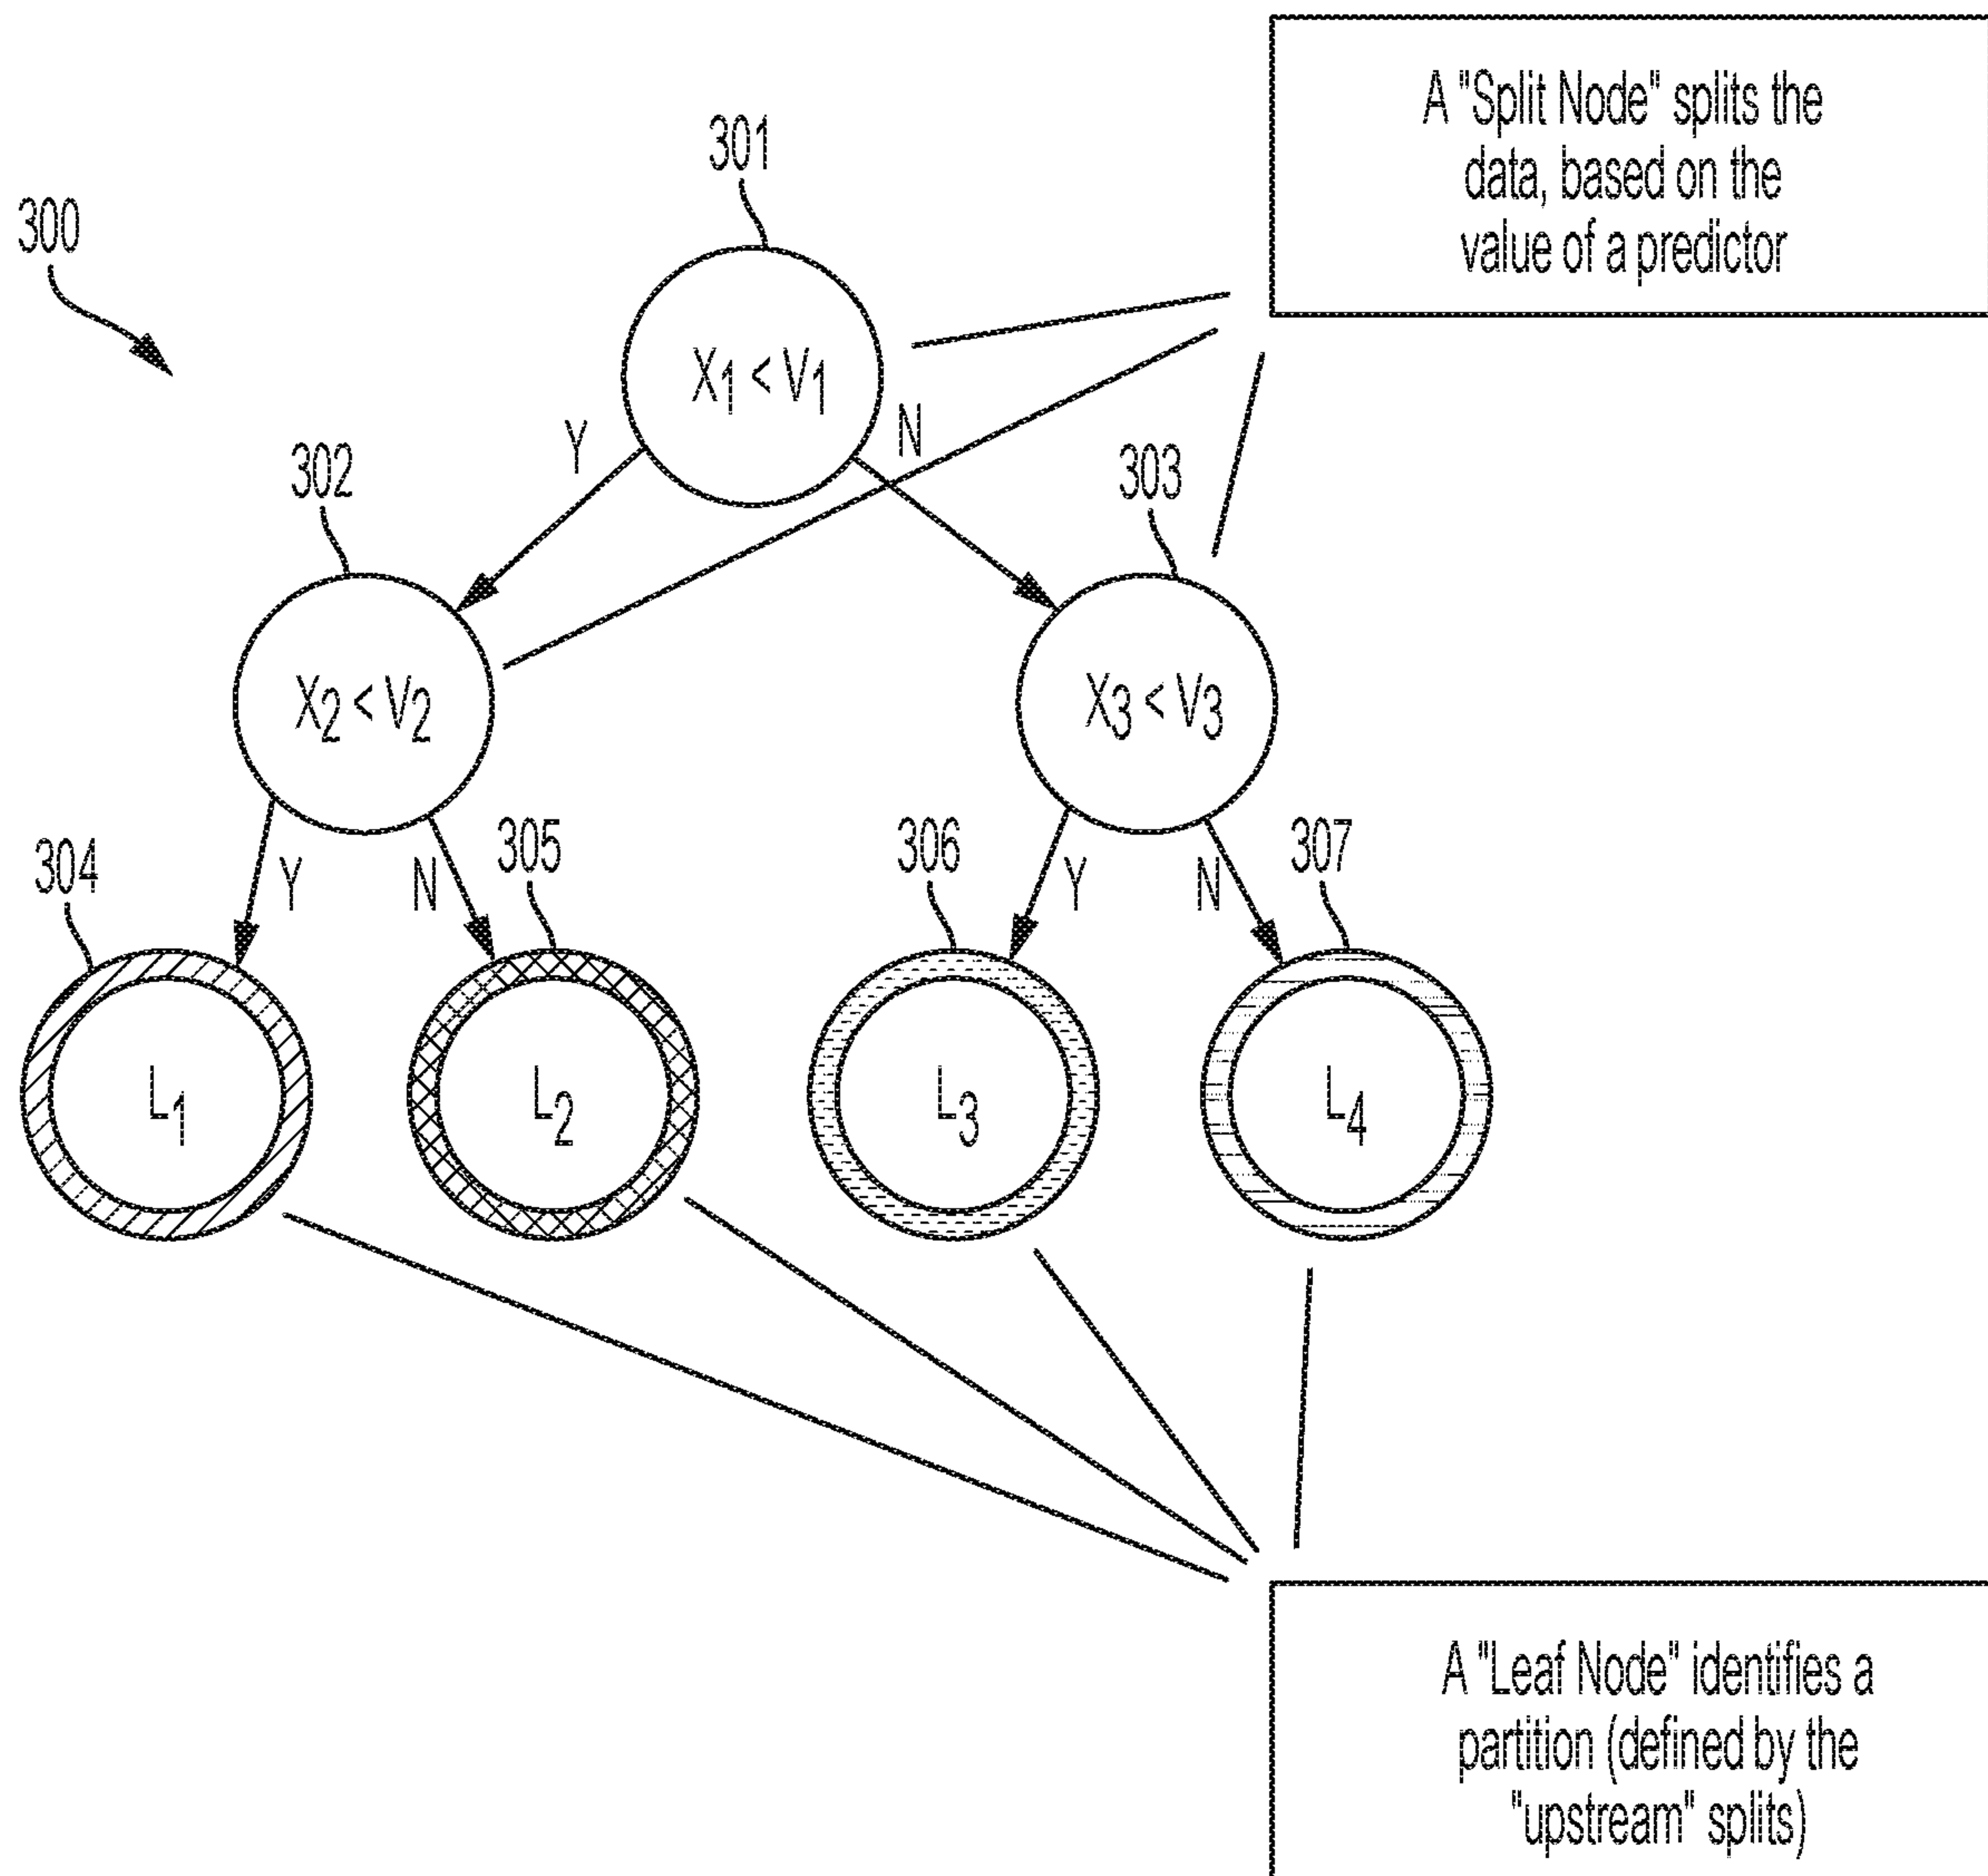 A "Split Node" splits the
data, based on the
value of a predictor
301
300
X1 < V1
Y
N
302
303
X2 < V2
X3 < V3
304
Y
N
305
306
Y
N
307
L1
L2
L3
L4
A "Leaf Node" identifies a
partition (defined by the
"upstream" splits)